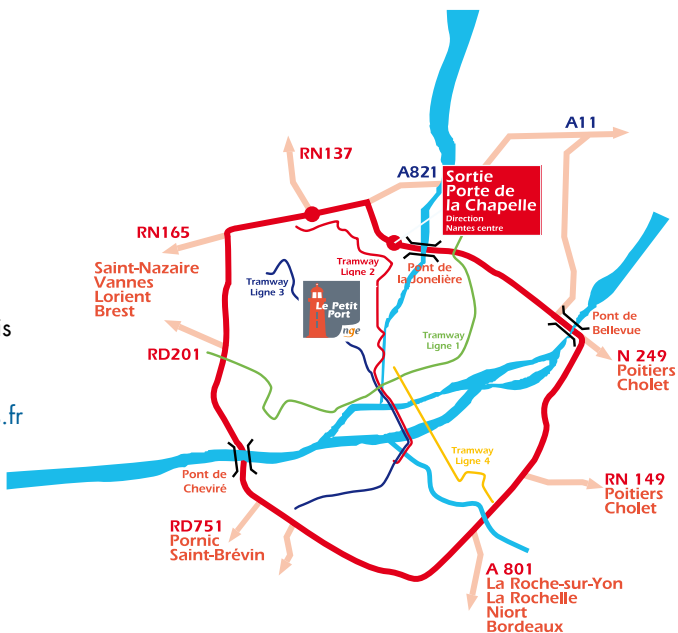 A11
RN137
A821
Sortie
Porte de
la Chapelle
Direction
Nantes centre
RN165
Saint-Nazaire
Vannes
Lorient
Brest
Tramway
Ligne 2
Tramway
Ligne 3
Pont de
la Jonelière
Le Petit
Port
nge
is
Tramway
Ligne 1
Pont de
Bellevue
RD201
N 249
Poitiers
Cholet
s.fr
Tramway
Ligne 4
Pont de
Cheviré
RN 149
Poitiers
Cholet
RD751
Pornic
Saint-Brévin
A 801
La Roche-sur-Yon
La Rochelle
Niort
Bordeaux